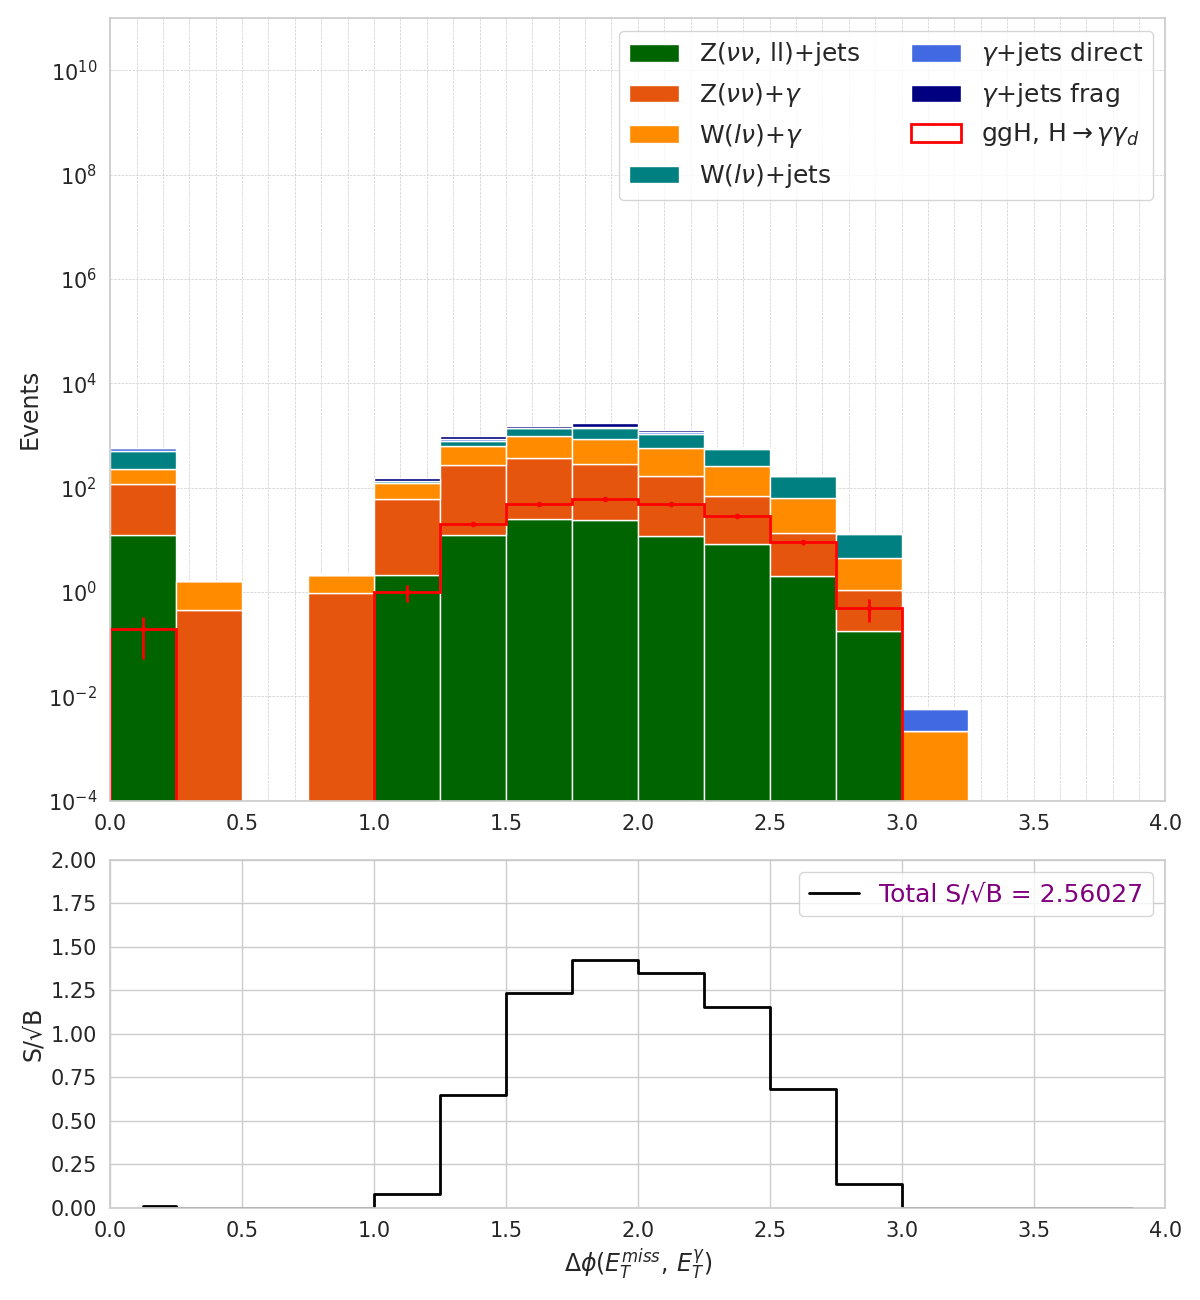 Z(νν, ll)+jets
Z(νν)+γ
W(lν)+γ
W(lν)+jets
γ+jets direct
γ+jets frag
ggH, H→γγ_d
Events
10^10
10^8
10^6
10^4
10^2
10^0
10^−2
10^−4
0.0 0.5 1.0 1.5 2.0 2.5 3.0 3.5 4.0
Total S/√B = 2.56027
S/√B
2.00
1.75
1.50
1.25
1.00
0.75
0.50
0.25
0.00
0.0 0.5 1.0 1.5 2.0 2.5 3.0 3.5 4.0
Δϕ(E_T^miss, E_T^γ)